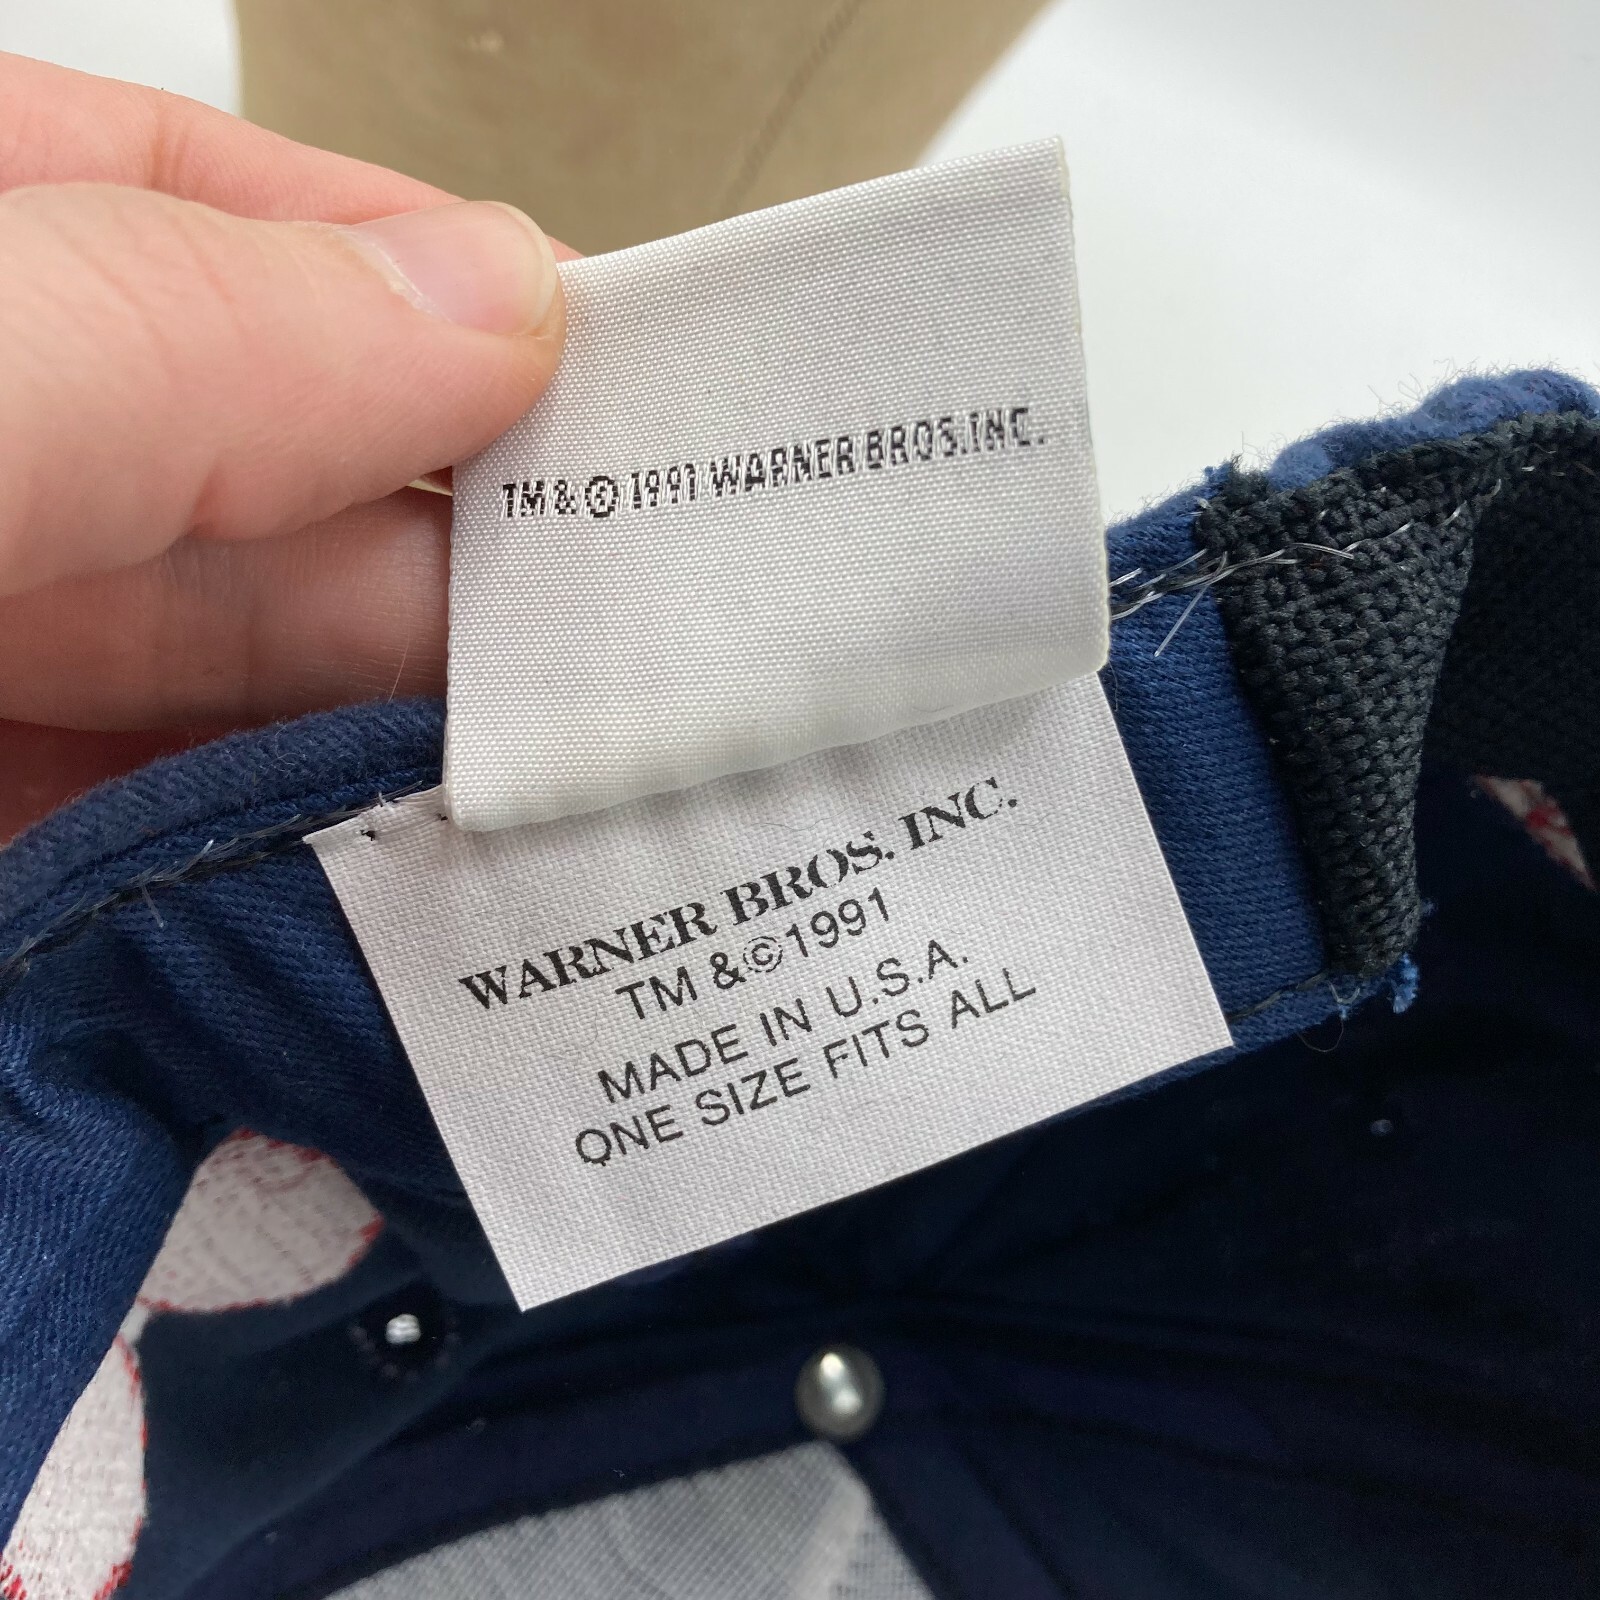 TM & © 1991 WARNER BROS.INC.
WARNER BROS. INC.
TM & © 1991
MADE IN U.S.A.
ONE SIZE FITS ALL